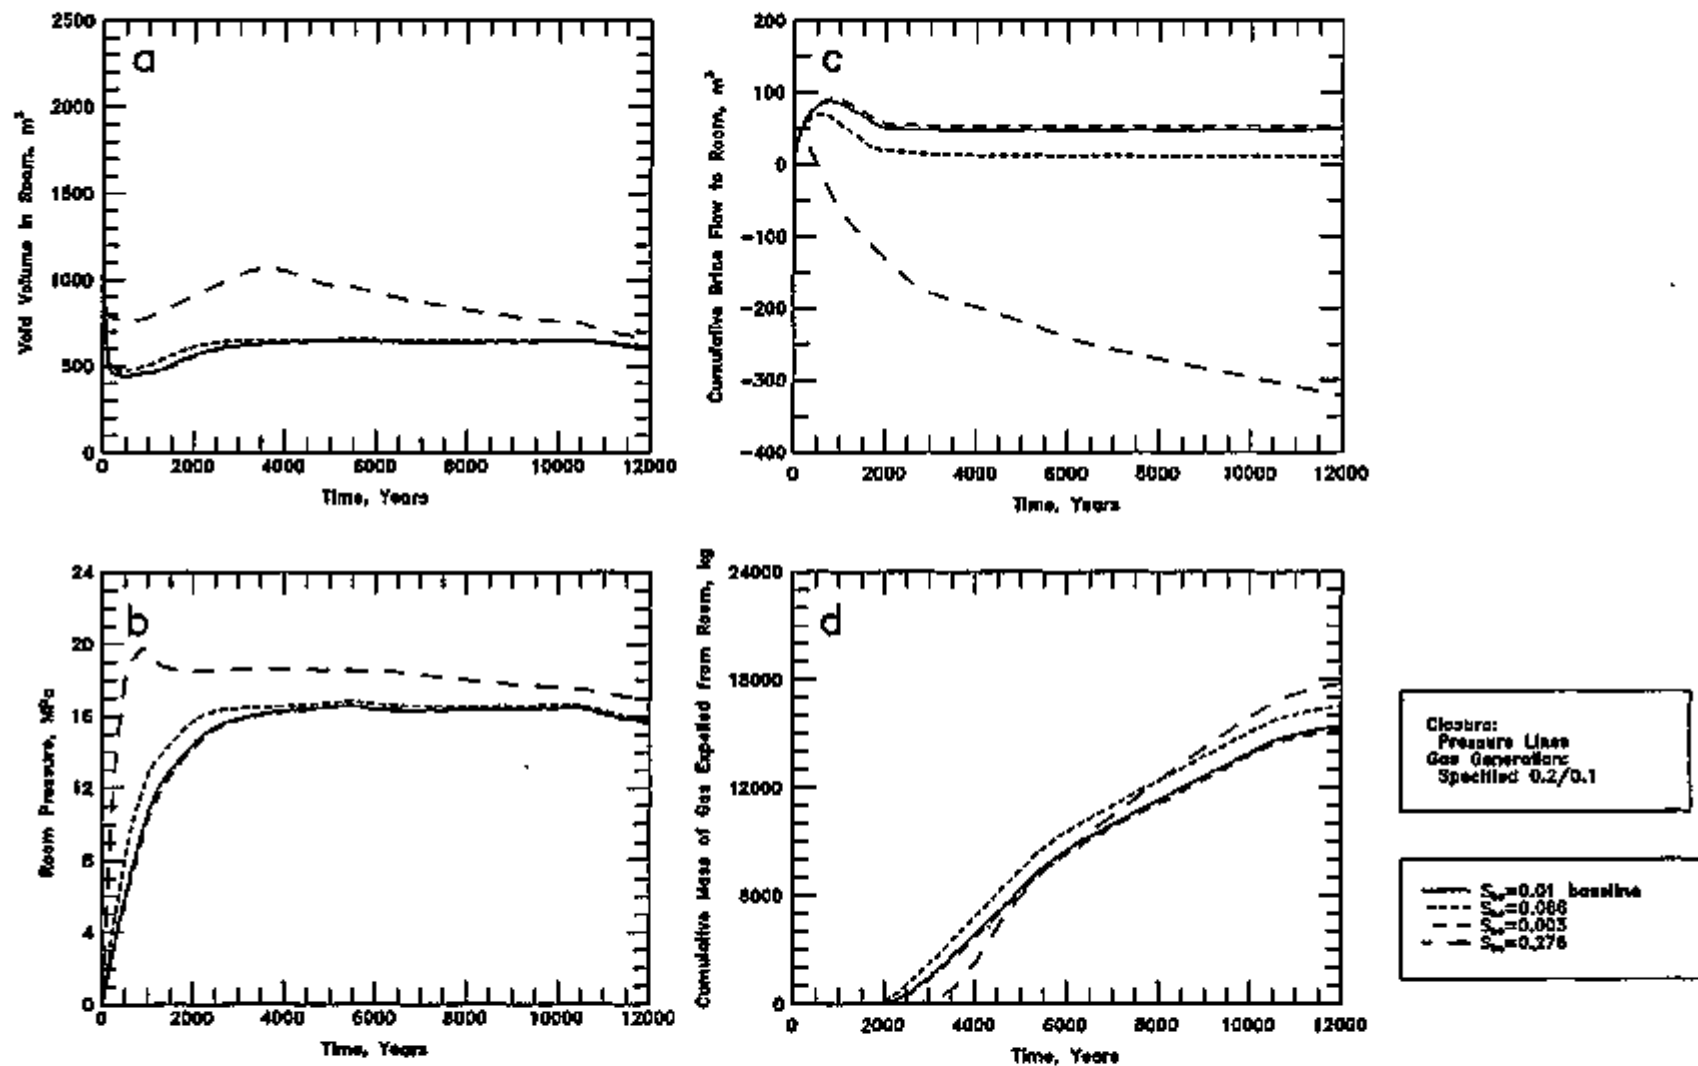 a
2500
2000
1500
1000
500
0
Void Volume in Room, m³
0 2000 4000 6000 8000 10000 12000
Time, Years
c
200
100
0
-100
-200
-300
-400
Cumulative Brine Flow to Room, m³
0 2000 4000 6000 8000 10000 12000
Time, Years
b
24
20
16
12
8
4
0
Room Pressure, MPa
0 2000 4000 6000 8000 10000 12000
Time, Years
d
24000
18000
12000
6000
0
Cumulative Mass of Gas Expelled from Room, kg
0 2000 4000 6000 8000 10000 12000
Time, Years
Closure:
Pressure Lines
Gas Generation:
Specified 0.2/0.1
=0.01 baseline
=0.003
=0.276